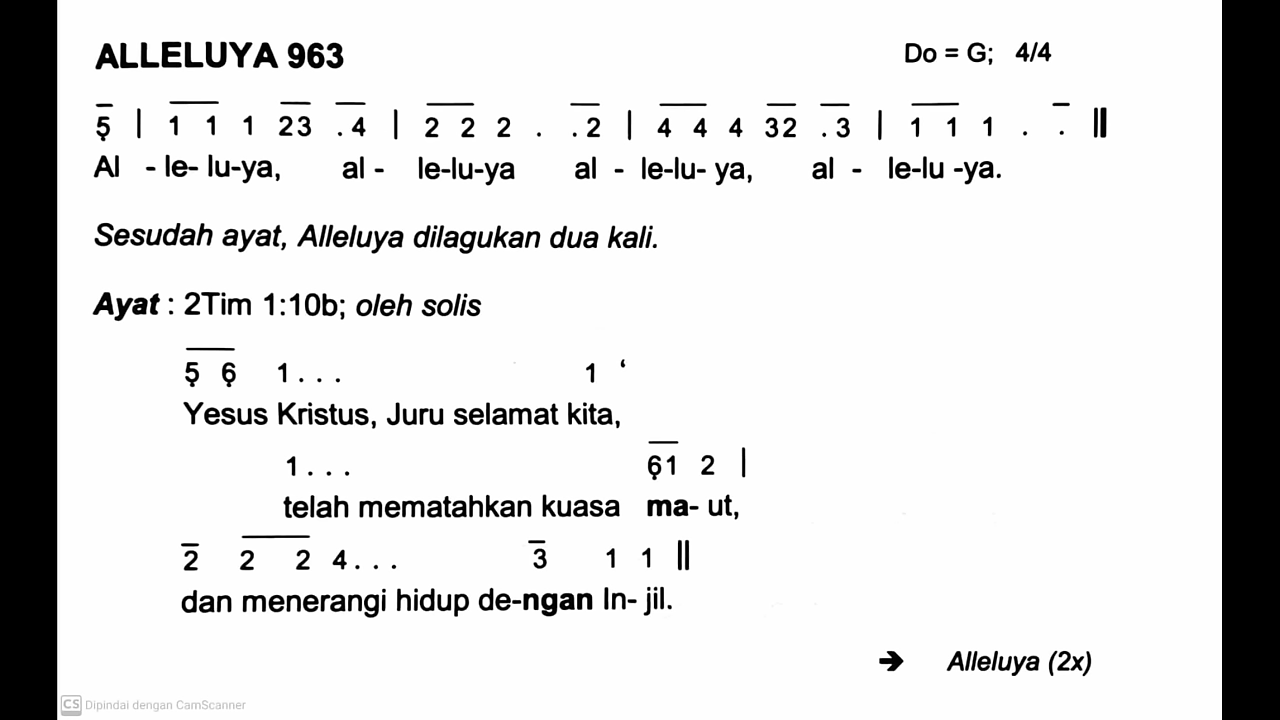 ALLELUYA 963 Do = G; 4/4
5̣ | 1 1 1 23 . 4 | 2 2 2 . . 2 | 4 4 4 32 . 3 | 1 1 1 . . ||
Al - le- lu-ya, al - le-lu-ya al - le-lu- ya, al - le-lu -ya.
Sesudah ayat, Alleluya dilagukan dua kali.
Ayat : 2Tim 1:10b; oleh solis
5̣ 6̣ 1 . . . 1 ‘
Yesus Kristus, Juru selamat kita,
1 . . . 6̣1 2 |
telah mematahkan kuasa ma- ut,
2 2 2 4 . . . 3 1 1 ||
dan menerangi hidup de-ngan In- jil.
➔ Alleluya (2x)
CS Dipindai dengan CamScanner